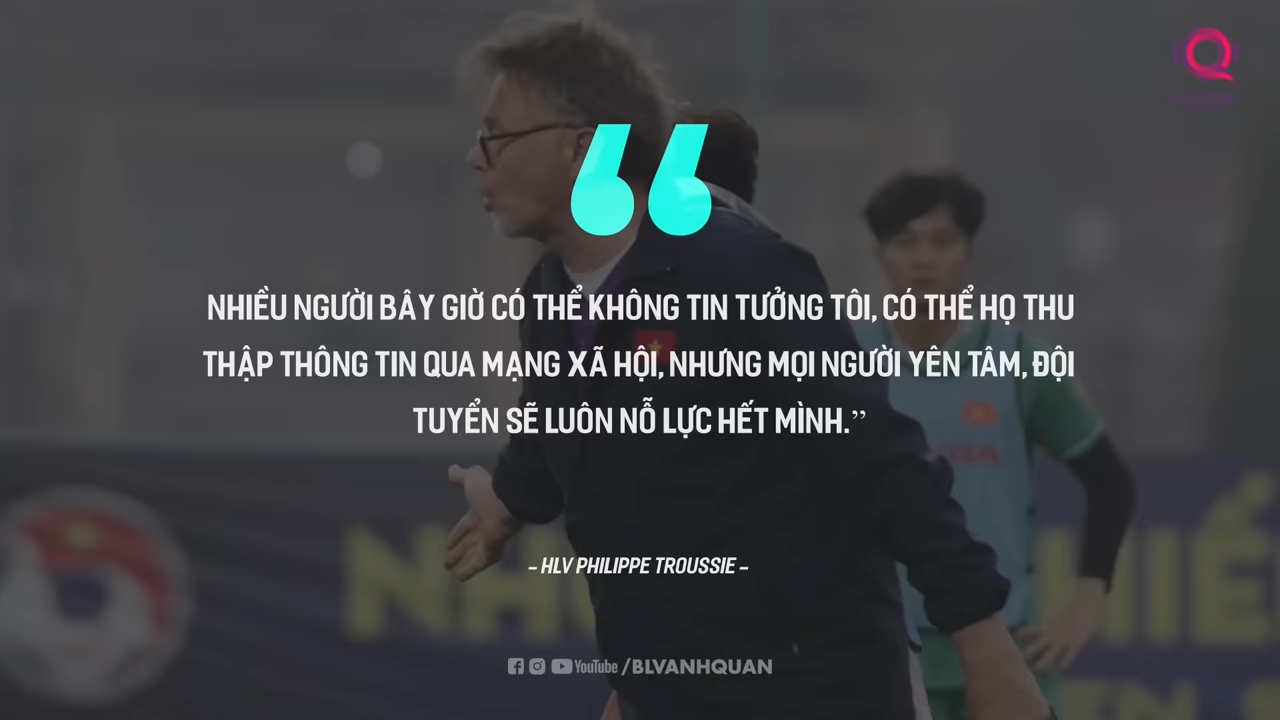 “
NHIỀU NGƯỜI BÂY GIỜ CÓ THỂ KHÔNG TIN TƯỞNG TÔI, CÓ THỂ HỌ THU
THẬP THÔNG TIN QUA MẠNG XÃ HỘI, NHƯNG MỌI NGƯỜI YÊN TÂM, ĐỘI
TUYỂN SẼ LUÔN NỖ LỰC HẾT MÌNH.”
– HLV PHILIPPE TROUSSIE –
YouTube /BLVANHQUAN